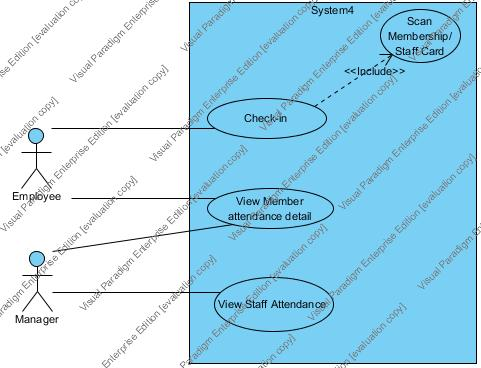 System4
Scan
Membership/
Staff Card
<<Include>>
Check-in
Employee
View Member
attendance detail
Manager
View Staff Attendance
Visual Paradigm Enterprise Edition [evaluation copy]